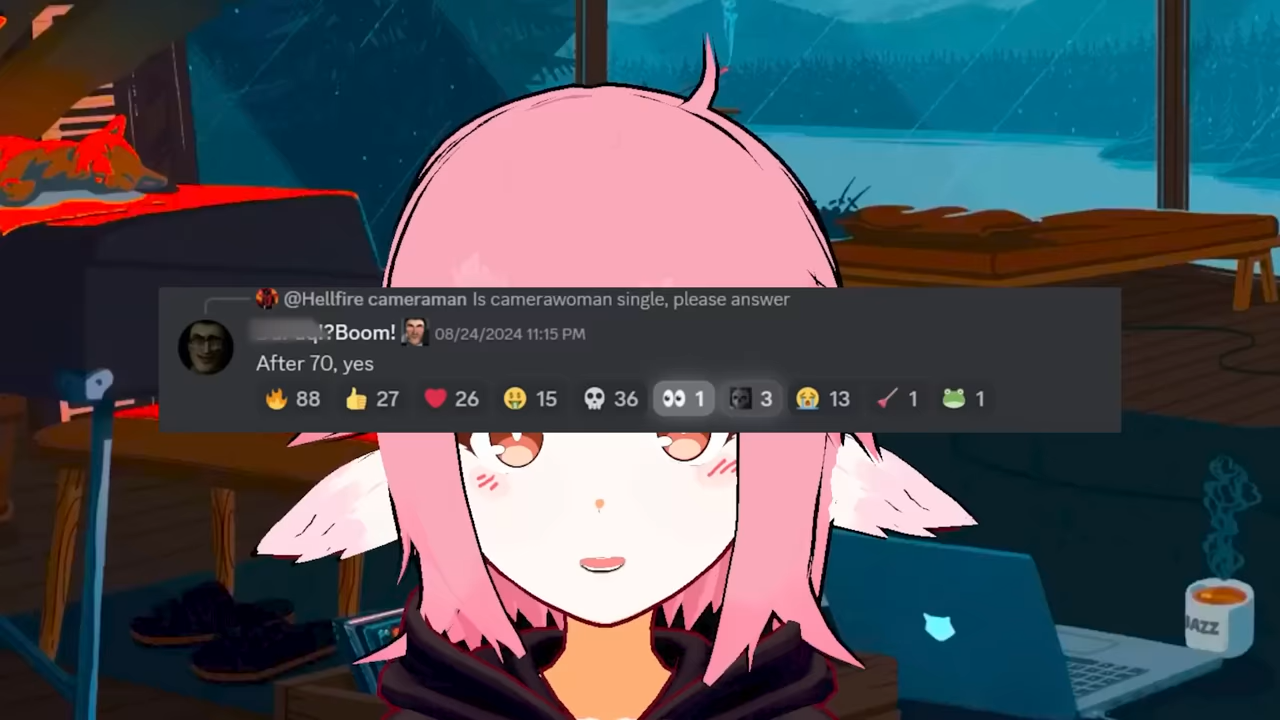 @Hellfire cameraman Is camerawoman single, please answer
?Boom! 08/24/2024 11:15 PM
After 70, yes
88 27 26 15 36 1 3 13 1 1
JAZZ